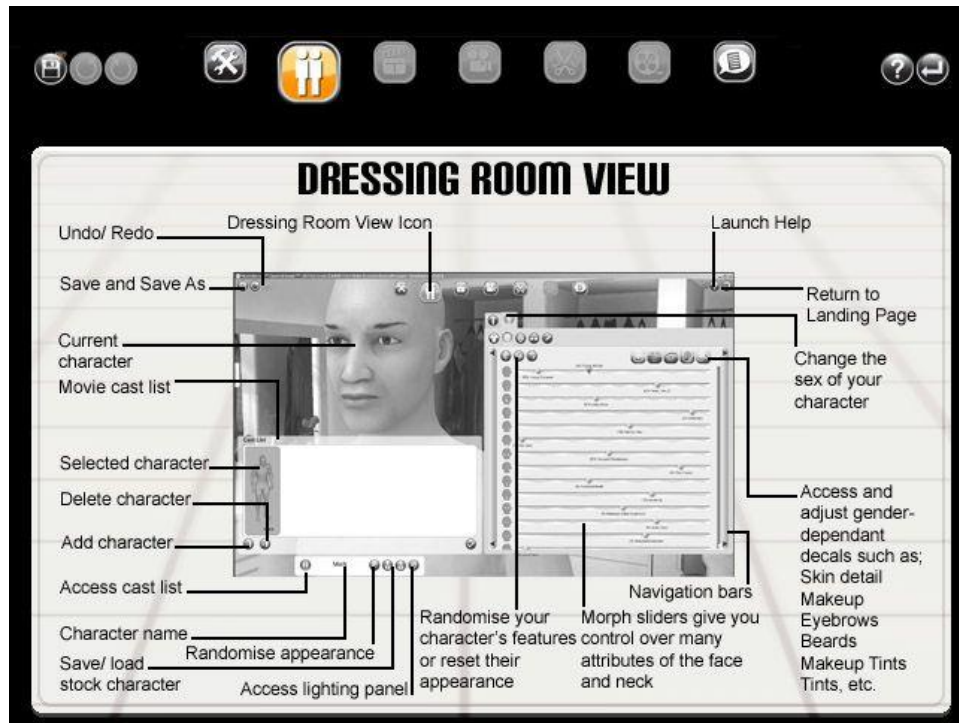 DRESSING ROOM VIEW
Undo/ Redo
Dressing Room View Icon
Launch Help
Save and Save As
Return to
Landing Page
Current
character
Change the
sex of your
character
Movie cast list
Selected character
Delete character
Access and
adjust gender-
dependant
decals such as;
Skin detail
Makeup
Eyebrows
Beards
Makeup Tints
Tints, etc.
Add character
Access cast list
Navigation bars
Character name
Randomise appearance
Randomise your
character's features
or reset their
appearance
Morph sliders give you
control over many
attributes of the face
and neck
Save/ load
stock character
Access lighting panel
Cast List